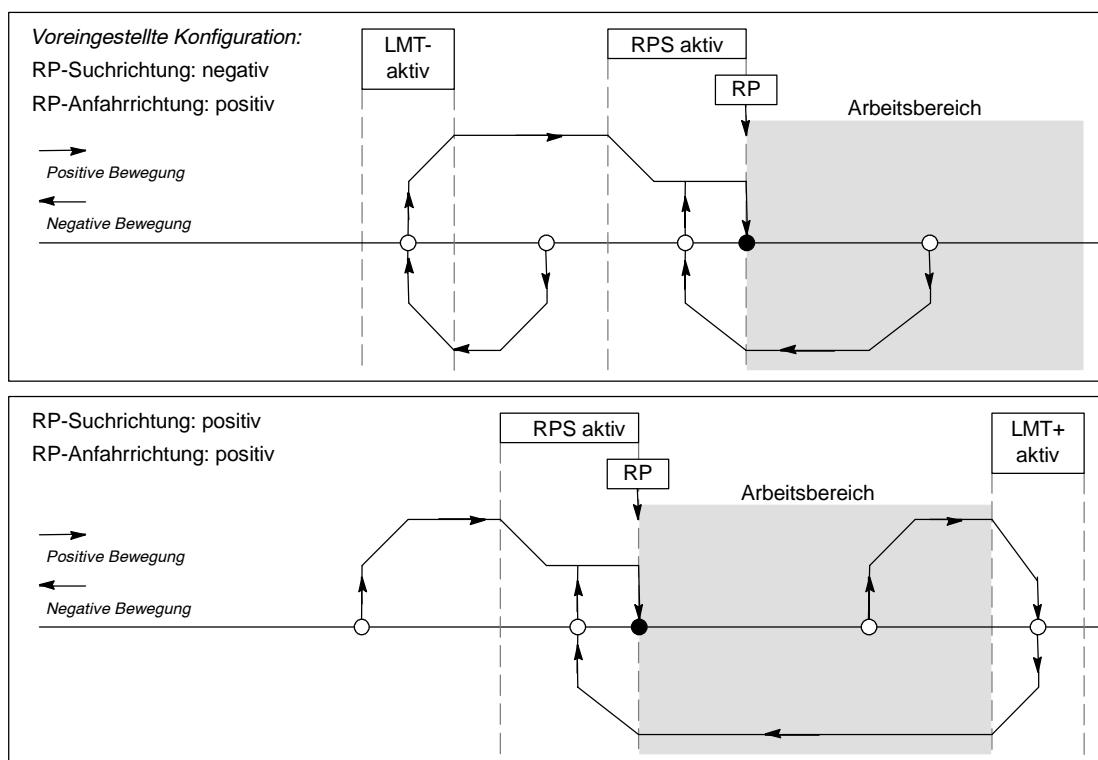 Voreingestellte Konfiguration:
RP-Suchrichtung: negativ
RP-Anfahrrichtung: positiv
LMT-
aktiv
RPS aktiv
RP
Arbeitsbereich
Positive Bewegung
Negative Bewegung
RP-Suchrichtung: positiv
RP-Anfahrrichtung: positiv
RPS aktiv
RP
Arbeitsbereich
LMT+
aktiv
Positive Bewegung
Negative Bewegung